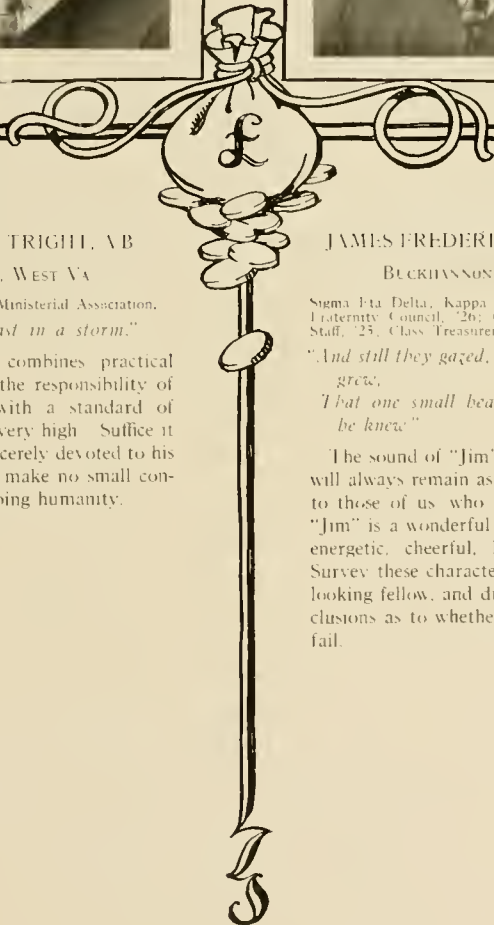 £
TRIGHT, AB
, WEST VA
Ministerial Association.
ast in a storm."
combines practical
the responsibility of
with a standard of
very high Suffice it
cerely devoted to his
make no small con-
ping humanity.
JAMES FREDERI
BUCKHANNON
Sigma Eta Delta, Kappa
Fraternity Council, '26;
Staff, '25, Class Treasurer
"And still they gazed,
grew,
That one small hea
be knew"
The sound of "Jim"
will always remain as
to those of us who
"Jim" is a wonderful
energetic, cheerful,
Survey these characte
looking fellow, and d
clusions as to whethe
fail.